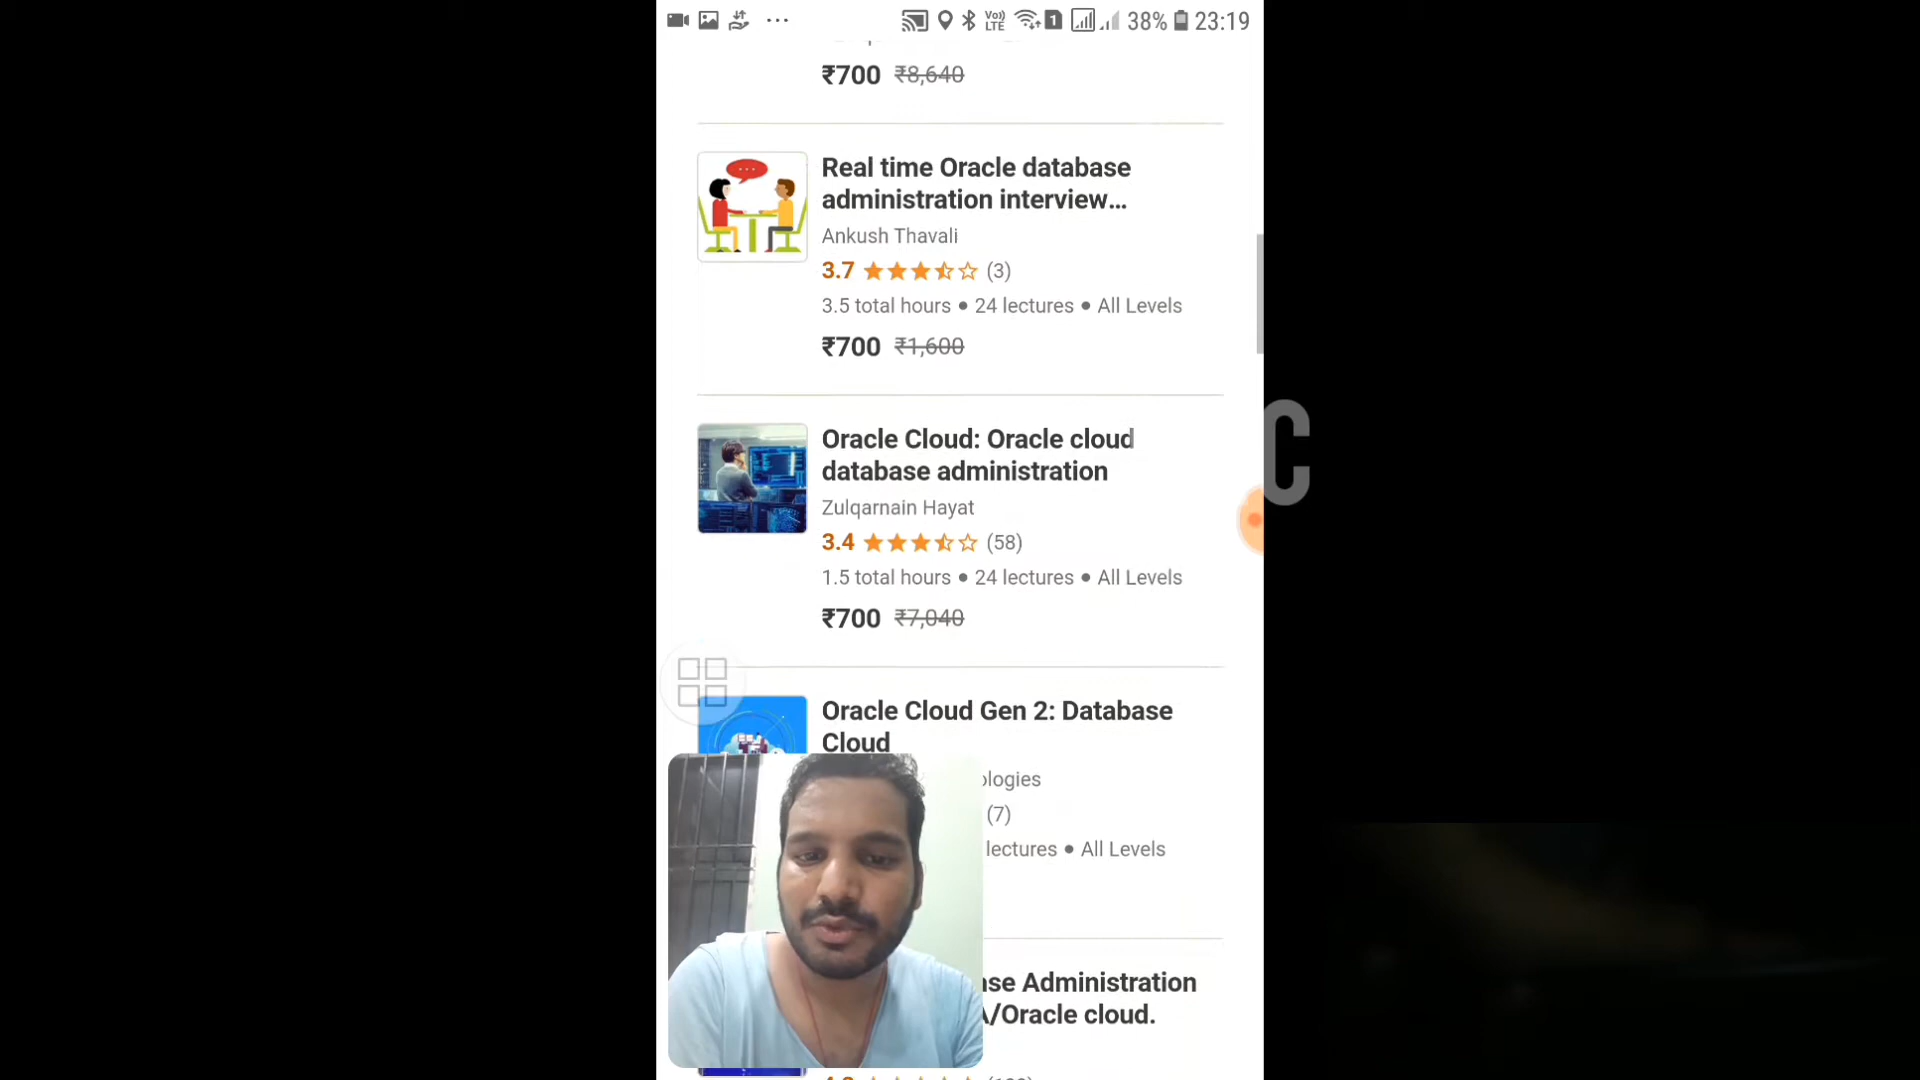 38% 23:19
₹700 ₹8,640
Real time Oracle database
administration interview...
Ankush Thavali
3.7 (3)
3.5 total hours • 24 lectures • All Levels
₹700 ₹1,600
Oracle Cloud: Oracle cloud
database administration
Zulqarnain Hayat
3.4 (58)
1.5 total hours • 24 lectures • All Levels
₹700 ₹7,040
Oracle Cloud Gen 2: Database
Cloud
ologies
(7)
lectures • All Levels
ase Administration
/Oracle cloud.
C